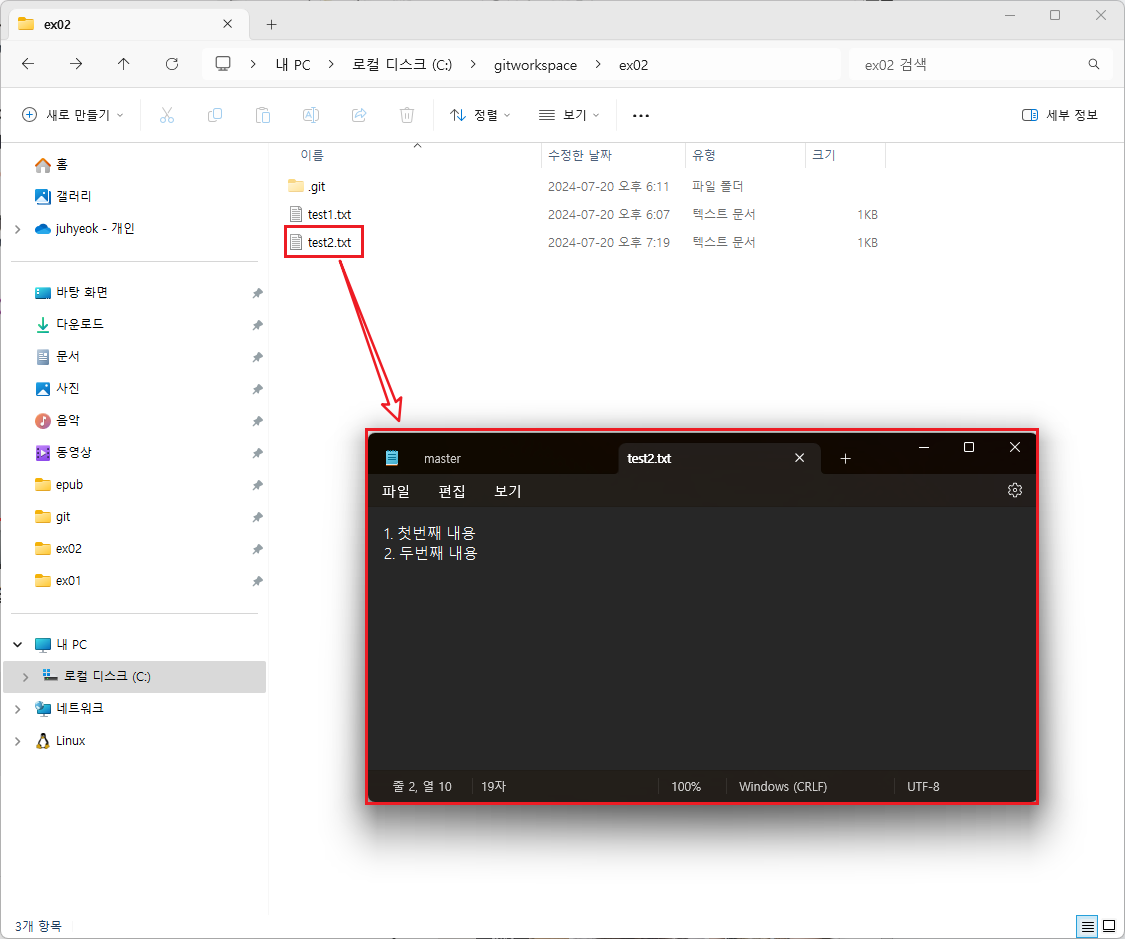 ex02
내 PC
로컬 디스크 (C:)
gitworkspace
ex02
ex02 검색
새로 만들기
정렬
보기
세부 정보
이름
수정한 날짜
유형
크기
.git
2024-07-20 오후 6:11
파일 폴더
test1.txt
2024-07-20 오후 6:07
텍스트 문서
1KB
test2.txt
2024-07-20 오후 7:19
텍스트 문서
1KB
홈
갤러리
juhyeok - 개인
바탕 화면
다운로드
문서
사진
음악
동영상
epub
git
ex02
ex01
내 PC
로컬 디스크 (C:)
네트워크
Linux
master
test2.txt
파일
편집
보기
1. 첫번째 내용
2. 두번째 내용
줄 2, 열 10
19자
100%
Windows (CRLF)
UTF-8
3개 항목